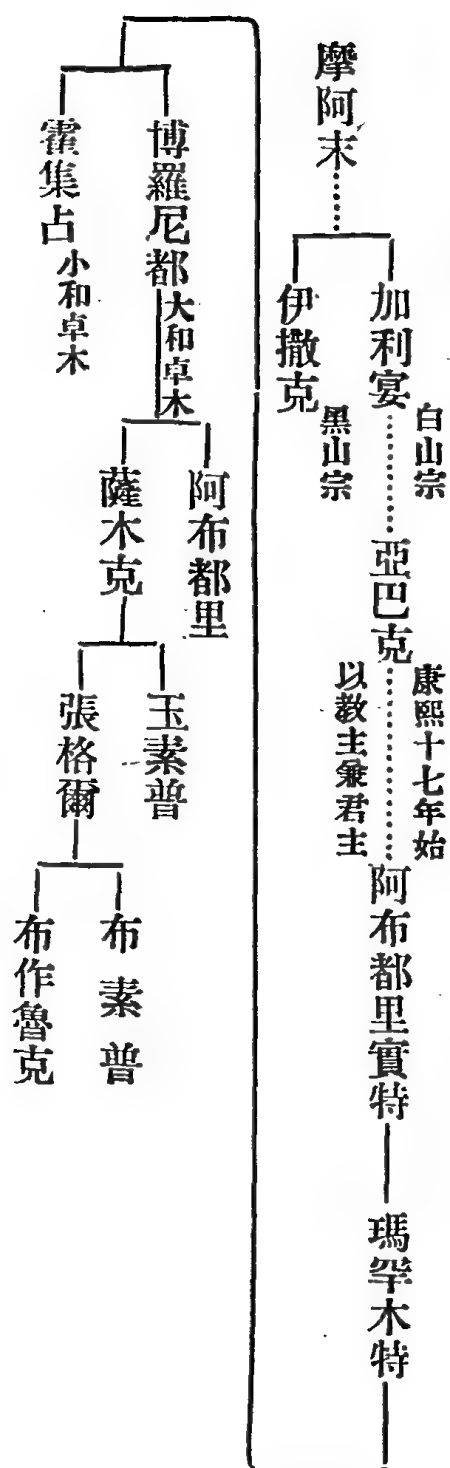 摩阿末
加利宴
白山宗
伊撒克
黑山宗
亞巴克
康熙十七年始
以教主兼君主
阿布都里實特
瑪罕木特
博羅尼都
大和卓木
霍集占
小和卓木
阿布都里
薩木克
玉素普
張格爾
布素普
布作魯克